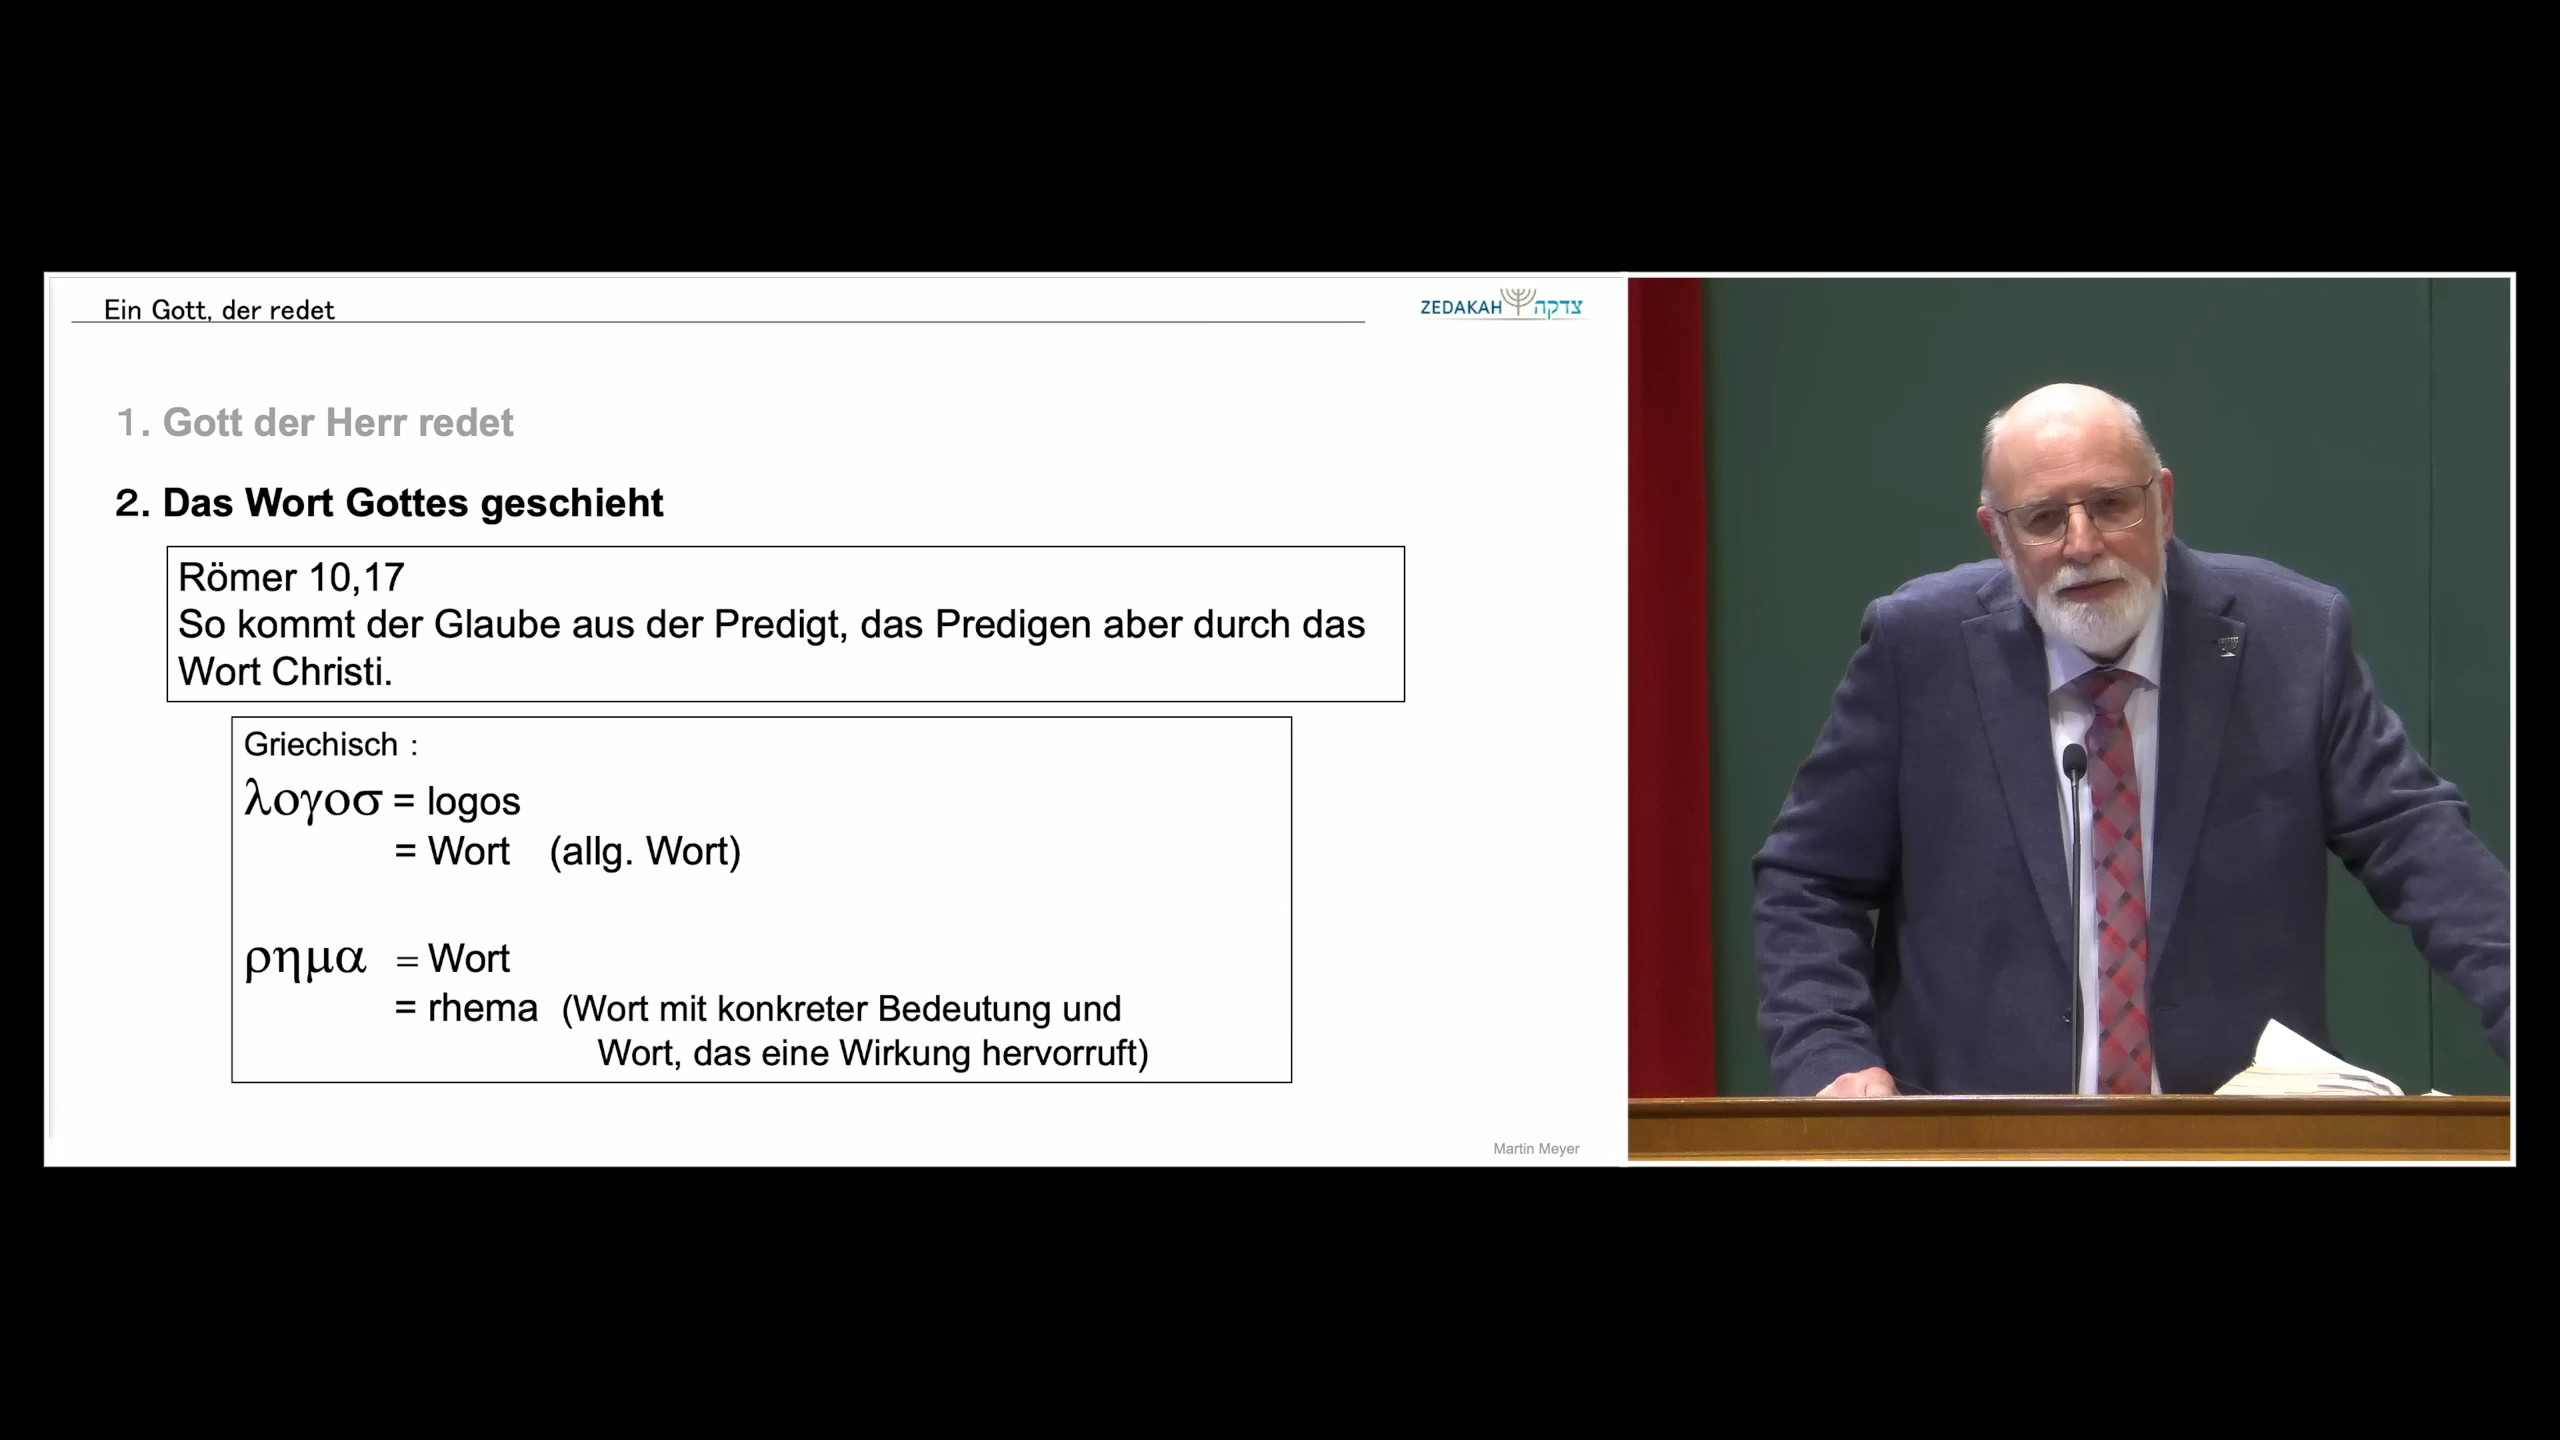 Ein Gott, der redet
ZEDAKAH צדקה
1. Gott der Herr redet
2. Das Wort Gottes geschieht
Römer 10,17
So kommt der Glaube aus der Predigt, das Predigen aber durch das
Wort Christi.
Griechisch :
λογοσ = logos
= Wort (allg. Wort)
ρημα = Wort
= rhema (Wort mit konkreter Bedeutung und
Wort, das eine Wirkung hervorruft)
Martin Meyer